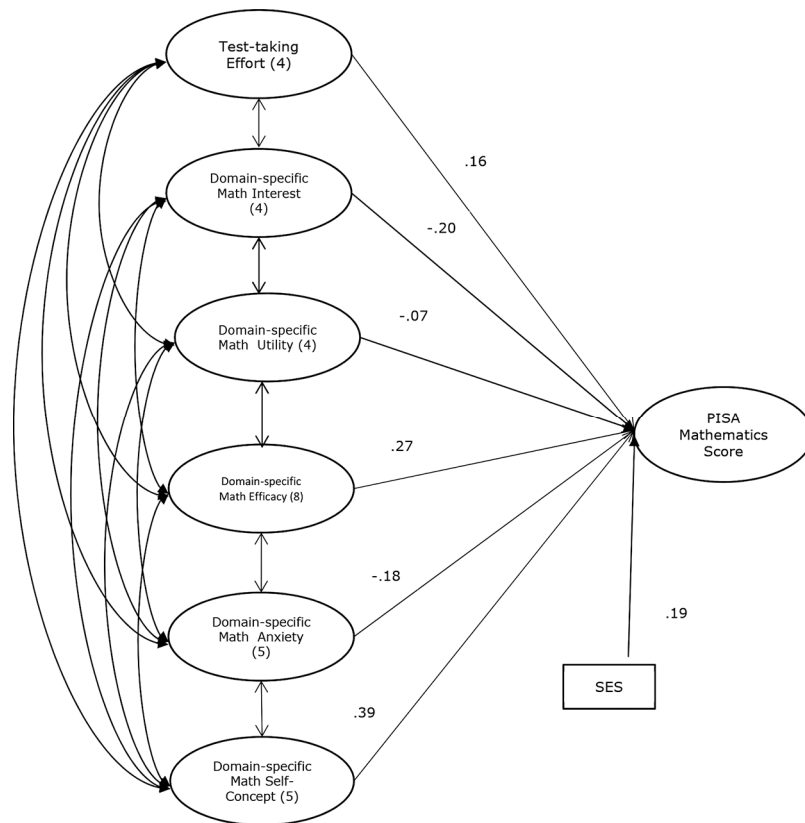 Test-taking
Effort (4)
.16
Domain-specific
Math Interest
(4)
-.20
-.07
Domain-specific
Math Utility (4)
PISA
Mathematics
Score
.27
Domain-specific
Math Efficacy (8)
-.18
Domain-specific
Math Anxiety
(5)
.19
SES
.39
Domain-specific
Math Self-
Concept (5)